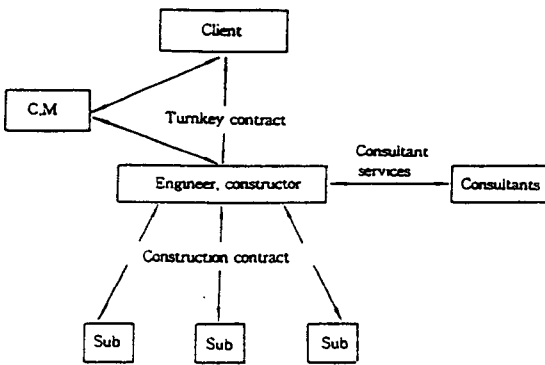 Client
C.M
Turnkey contract
Consultant
services
Engineer, constructor
Consultants
Construction contract
Sub
Sub
Sub